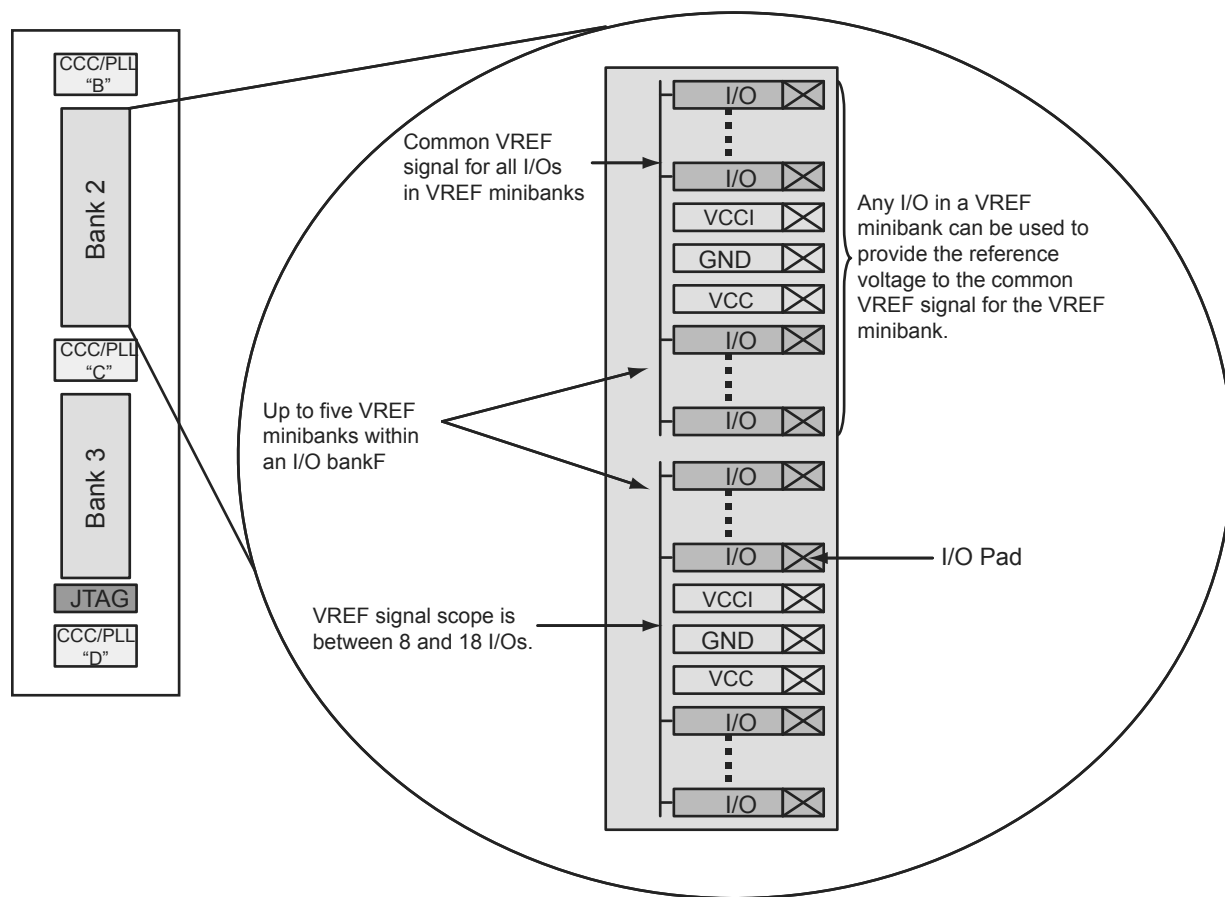 CCC/PLL
“B”
Bank 2
CCC/PLL
“C”
Bank 3
JTAG
CCC/PLL
“D”
Common VREF
signal for all I/Os
in VREF minibanks
Up to five VREF
minibanks within
an I/O bankF
VREF signal scope is
between 8 and 18 I/Os.
I/O
I/O
VCCI
GND
VCC
I/O
I/O
I/O
I/O
VCCI
GND
VCC
I/O
I/O
Any I/O in a VREF
minibank can be used to
provide the reference
voltage to the common
VREF signal for the VREF
minibank.
I/O Pad